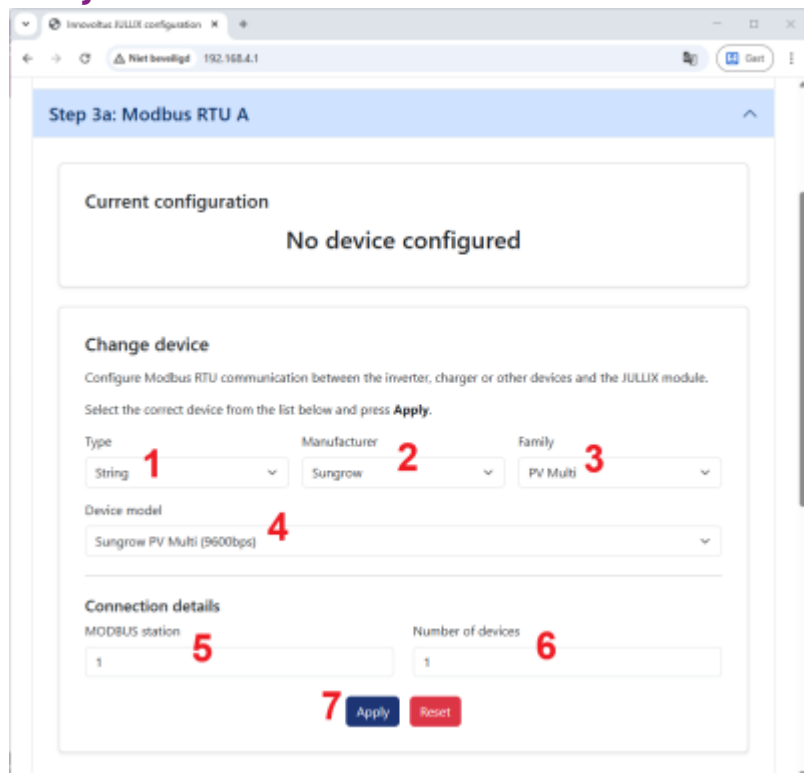 Innovoltus JULLIX configuration
Niet beveiligd 192.168.4.1 Gast
Step 3a: Modbus RTU A
Current configuration
No device configured
Change device
Configure Modbus RTU communication between the inverter, charger or other devices and the JULLIX module.
Select the correct device from the list below and press Apply.
Type Manufacturer Family
1 2 3
String Sungrow PV Multi
Device model
4
Sungrow PV Multi (9600bps)
Connection details
MODBUS station Number of devices
5 6
1 1
7 Apply Reset